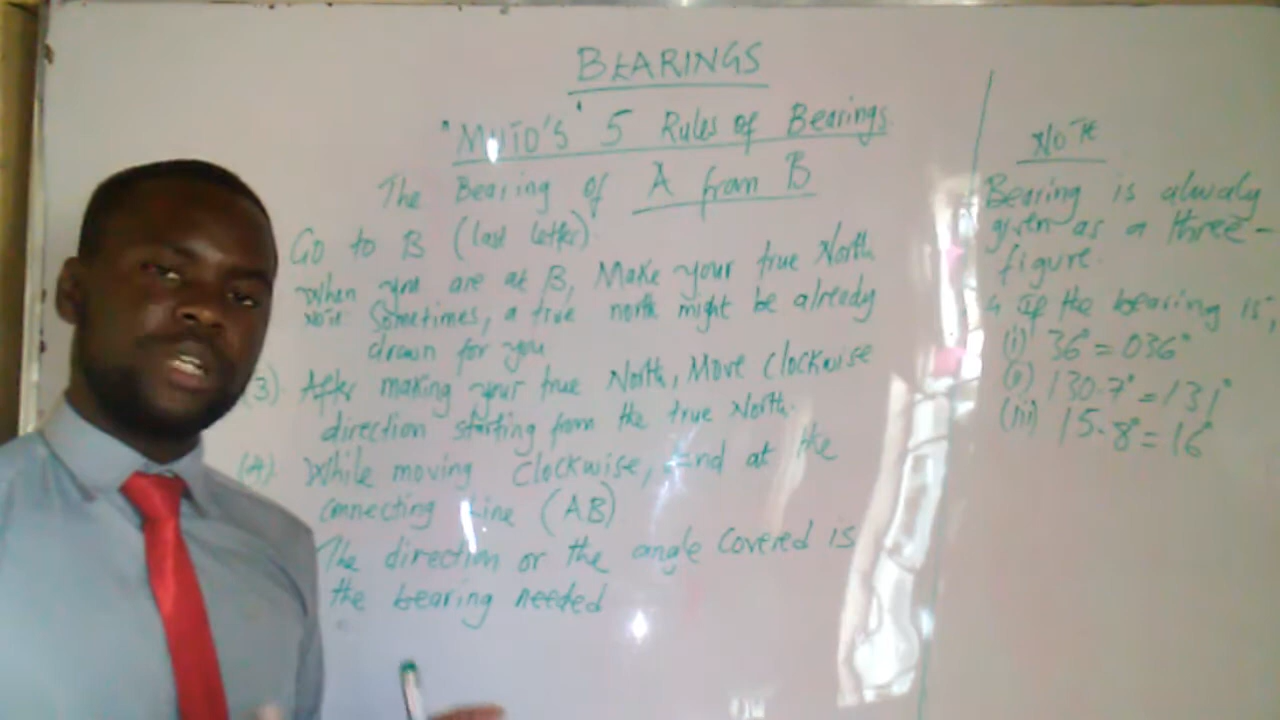 BEARINGS
5 Rules of Bearings
The Bearing of A from B
Go to B (last letter)
When you are at B, Make your true North
NOTE: Sometimes, a true north might be already
drawn for you
(3) After making your true North, Move Clockwise
direction starting from the true North.
(4) While moving Clockwise, End at the
connecting Line (AB)
The direction or the angle covered is
the bearing needed
NOTE
Bearing is alwaly
given as a three-
figure.
If the bearing is;
(i) 36° = 036°
(ii) 130.7° = 131°
(iii) 15.8° = 16